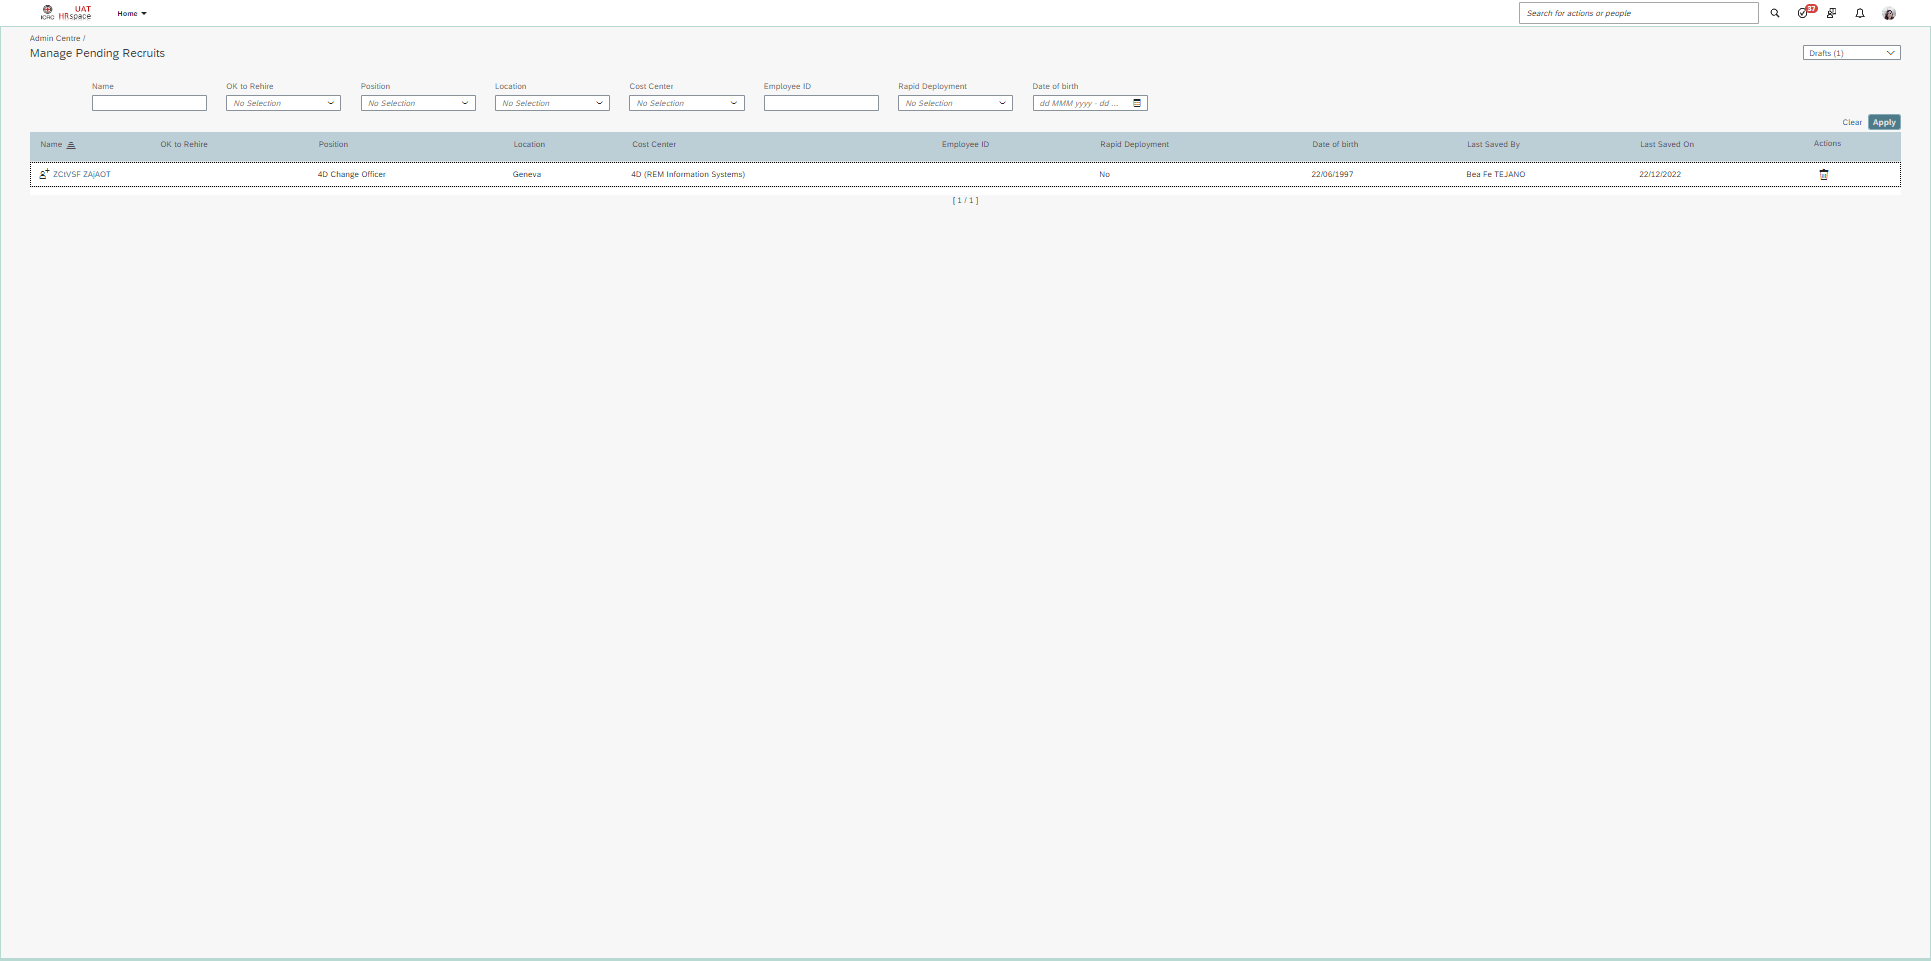 ICRC UAT HRspace Home Search for actions or people 37
Admin Centre /
Manage Pending Recruits
Drafts (1)
Name OK to Rehire Position Location Cost Center Employee ID Rapid Deployment Date of birth
No Selection No Selection No Selection No Selection No Selection dd MMM yyyy - dd ...
Clear Apply
Name OK to Rehire Position Location Cost Center Employee ID Rapid Deployment Date of birth Last Saved By Last Saved On Actions
ZCtVSF ZAjAOT 4D Change Officer Geneva 4D (REM Information Systems) No 22/06/1997 Bea Fe TEJANO 22/12/2022
[ 1 / 1 ]